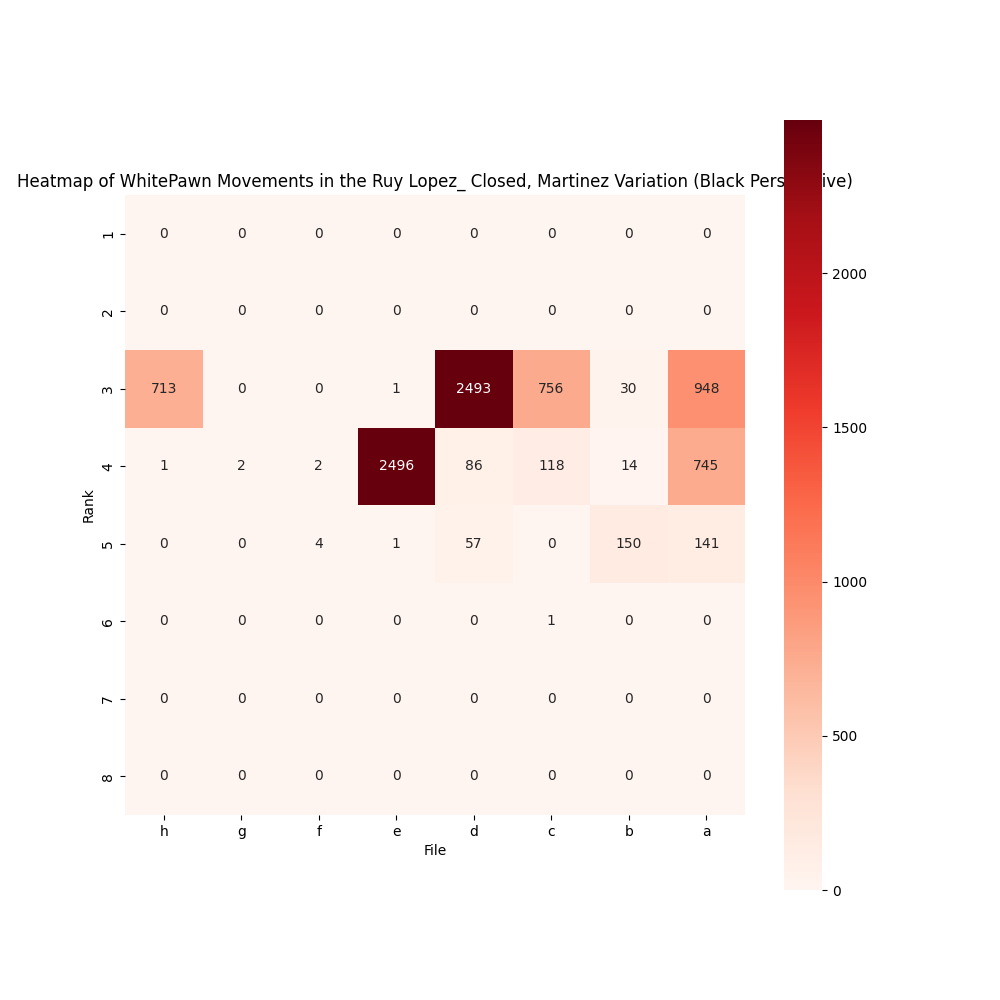 Heatmap of WhitePawn Movements in the Ruy Lopez_ Closed, Martinez Variation (Black Pers ive)
1 0 0 0 0 0 0 0 0
2 0 0 0 0 0 0 0 0
2000
3 713 0 0 1 2493 756 30 948
1500
4 1 2 2 2496 86 118 14 745
Rank
5 0 0 4 1 57 0 150 141
1000
6 0 0 0 0 0 1 0 0
7 0 0 0 0 0 0 0 0
500
8 0 0 0 0 0 0 0 0
h g f e d c b a
File
0